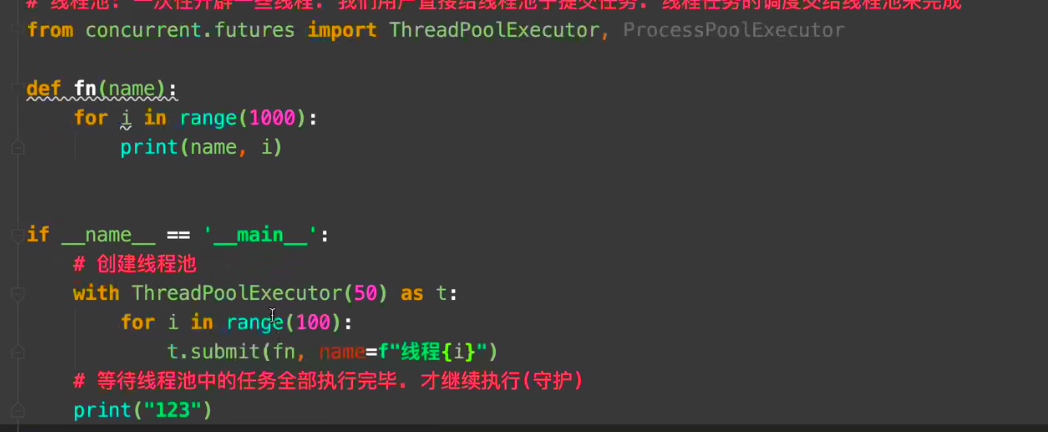 # 线程池: 一次性开辟一些线程. 我们用户直接给线程池子提交任务. 线程任务的调度交给线程池来完成
from concurrent.futures import ThreadPoolExecutor, ProcessPoolExecutor
def fn(name):
for i in range(1000):
print(name, i)
if __name__ == '__main__':
# 创建线程池
with ThreadPoolExecutor(50) as t:
for i in range(100):
t.submit(fn, name=f"线程{i}")
# 等待线程池中的任务全部执行完毕. 才继续执行(守护)
print("123")